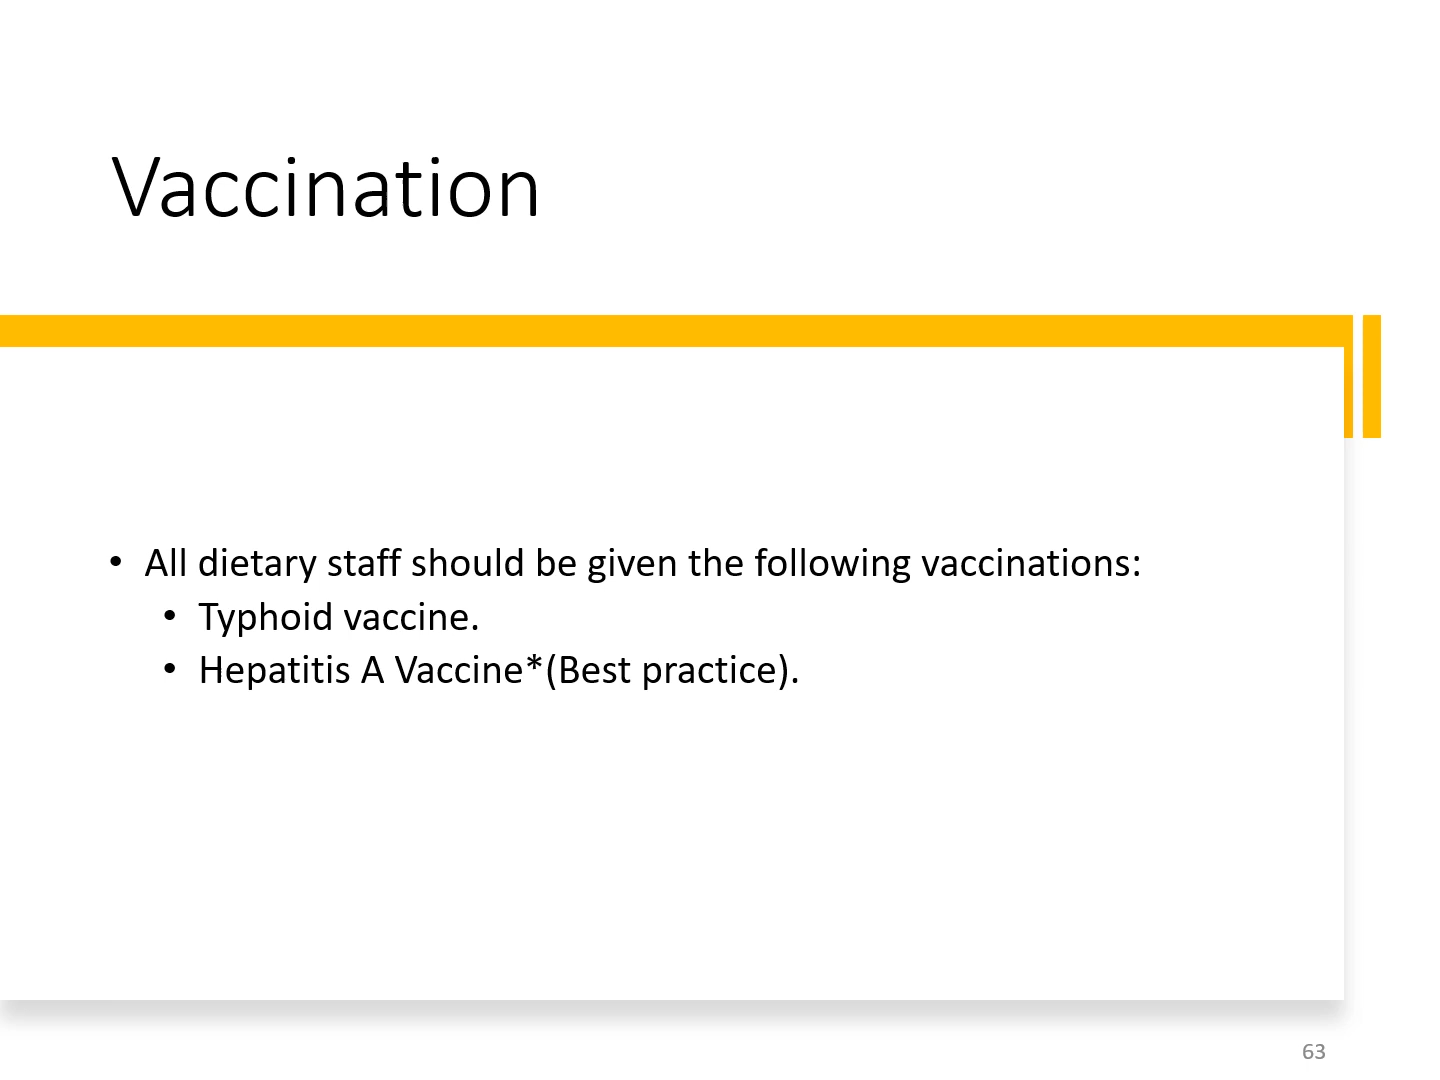 Vaccination
• All dietary staff should be given the following vaccinations:
• Typhoid vaccine.
• Hepatitis A Vaccine*(Best practice).
63